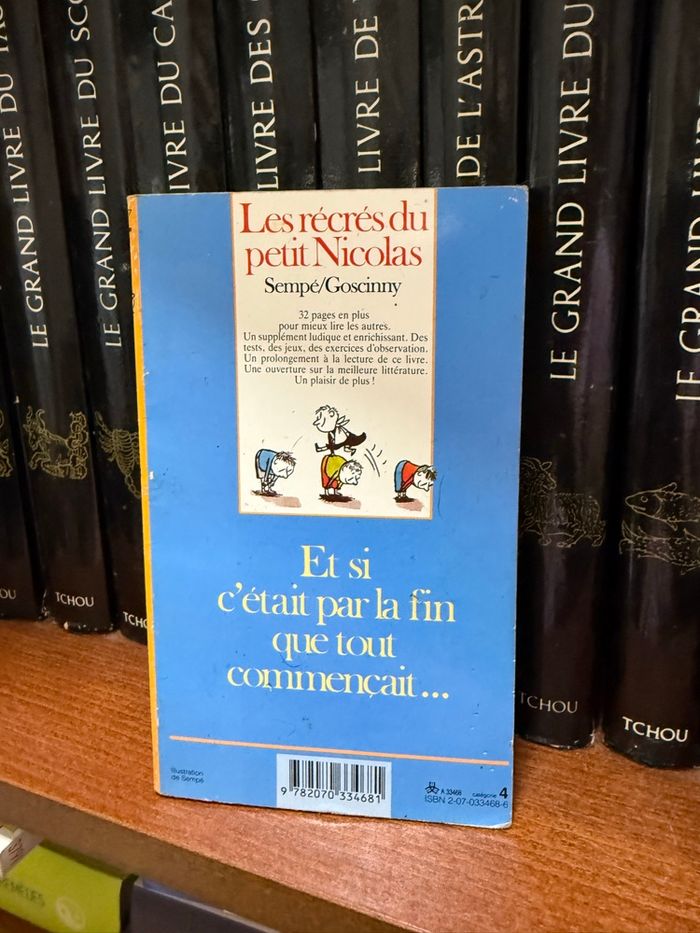 LE GRAND LIVRE DU
LE GRAND LIVRE DU
LIVRE DU
LIVRE DES
LIVRE DE
DE L'ASTR
LE GRAND LIVRE DU
LE GRAND LIVRE DU
Les récrés du
petit Nicolas
Sempé/Goscinny
32 pages en plus
pour mieux lire les autres.
Un supplément ludique et enrichissant. Des
tests, des jeux, des exercices d'observation.
Un prolongement à la lecture de ce livre.
Une ouverture sur la meilleure littérature.
Un plaisir de plus !
Et si
c'était par la fin
que tout
commençait...
Illustration
de Sempé
9 782070 334681
A 33468 catégorie 4
ISBN 2-07-033468-6
TCHOU
TCHOU
TCHOU